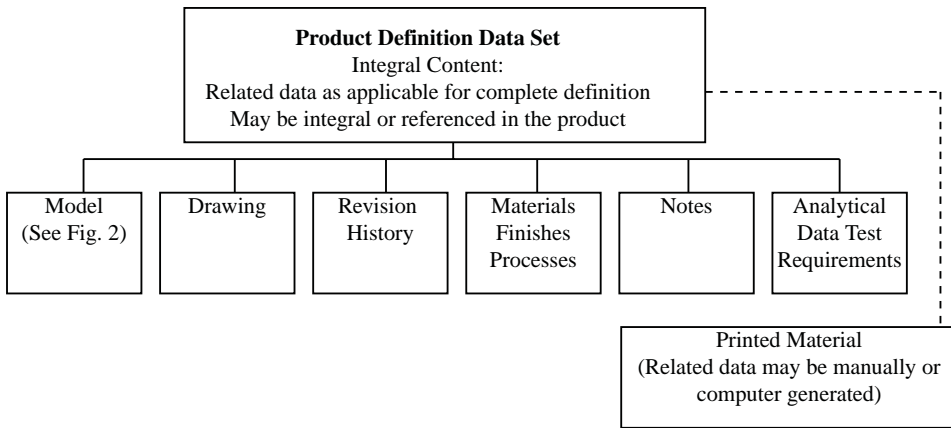 Product Definition Data Set
Integral Content:
Related data as applicable for complete definition
May be integral or referenced in the product
Model
(See Fig. 2)
Drawing
Revision
History
Materials
Finishes
Processes
Notes
Analytical
Data Test
Requirements
Printed Material
(Related data may be manually or
computer generated)